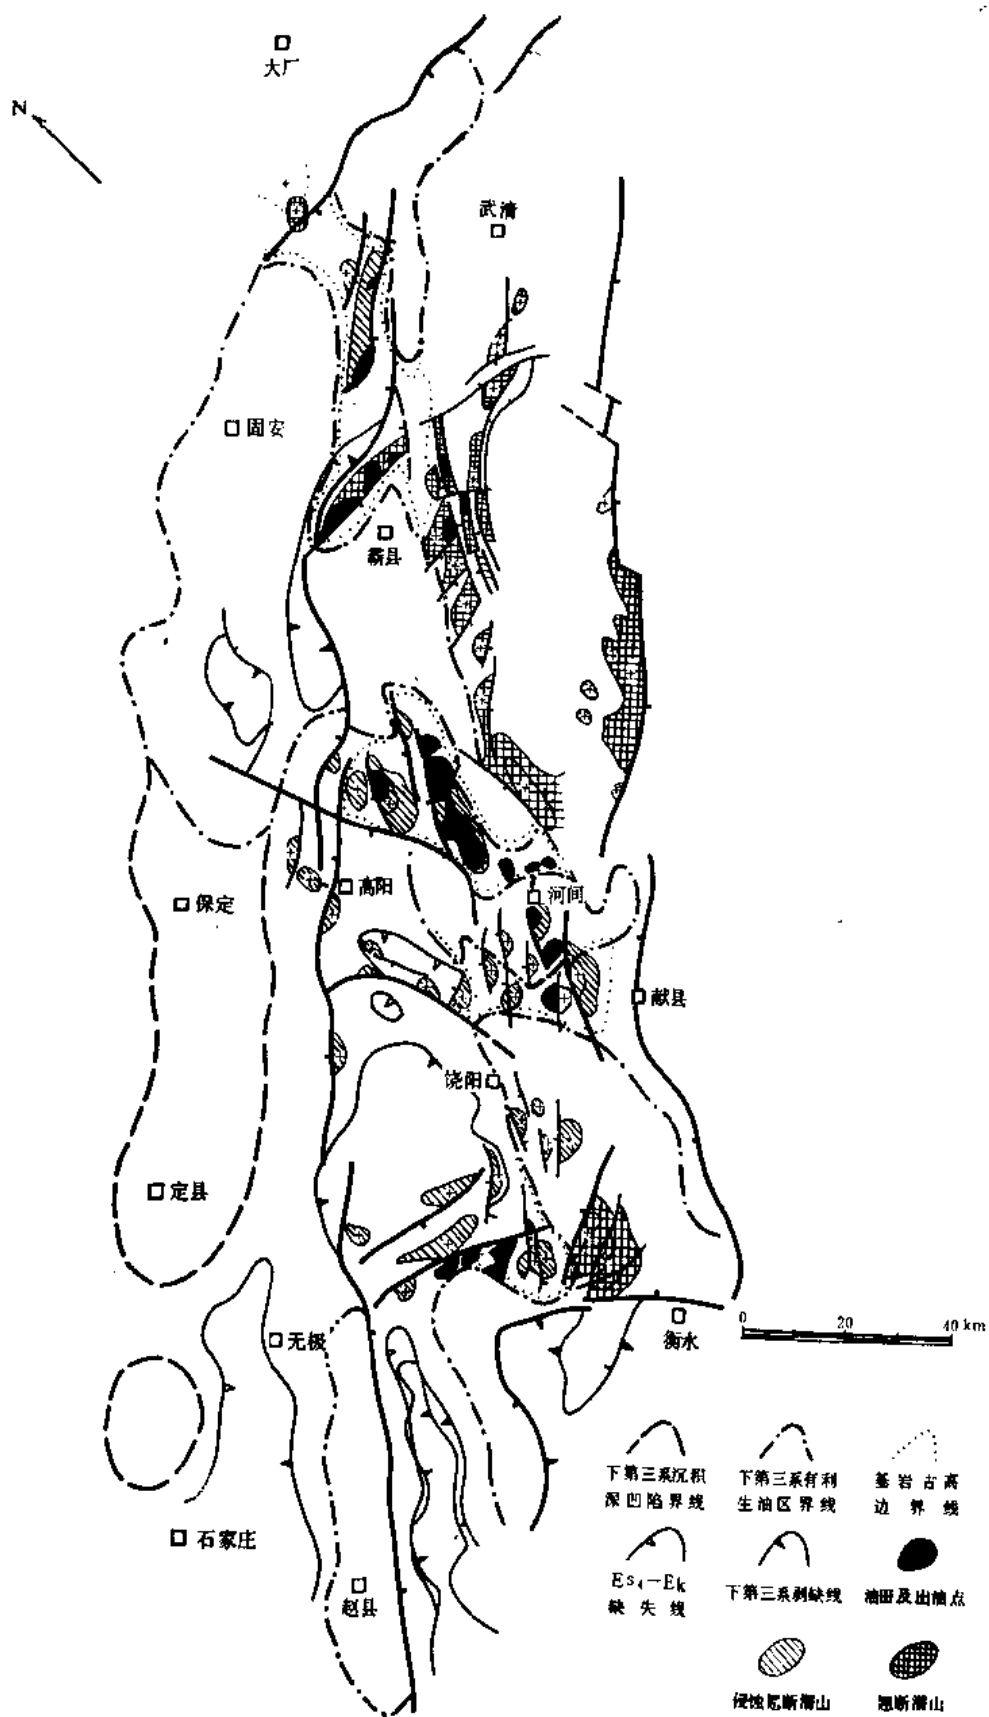 大厂
N
武清
固安
霸县
高阳
保定
河间
献县
饶阳
定县
无极
衡水
0 20 40 km
石家庄
赵县
下第三系沉积
深凹陷界线
下第三系有利
生油区界线
基岩古高
边界线
Es₄—Ek
缺失线
下第三系剥缺线
油田及出油点
侵蚀断潜山
翘断潜山